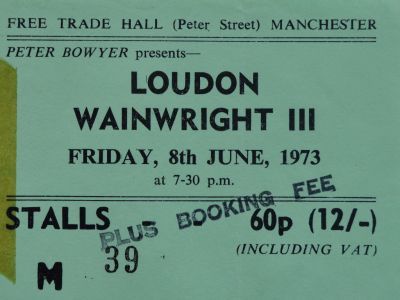 FREE TRADE HALL (Peter Street) MANCHESTER
PETER BOWYER presents—
LOUDON
WAINWRIGHT III
FRIDAY, 8th JUNE, 1973
at 7-30 p.m.
STALLS - - 60p (12/-)
PLUS BOOKING FEE
(INCLUDING VAT)
M 39